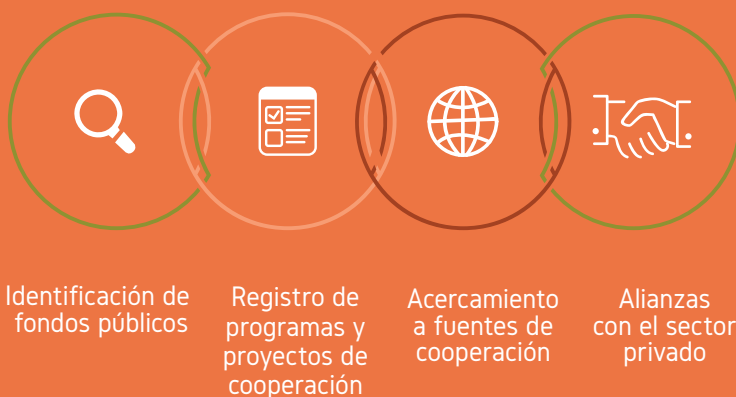 Identificación de
fondos públicos
Registro de
programas y
proyectos de
cooperación
Acercamiento
a fuentes de
cooperación
Alianzas
con el sector
privado